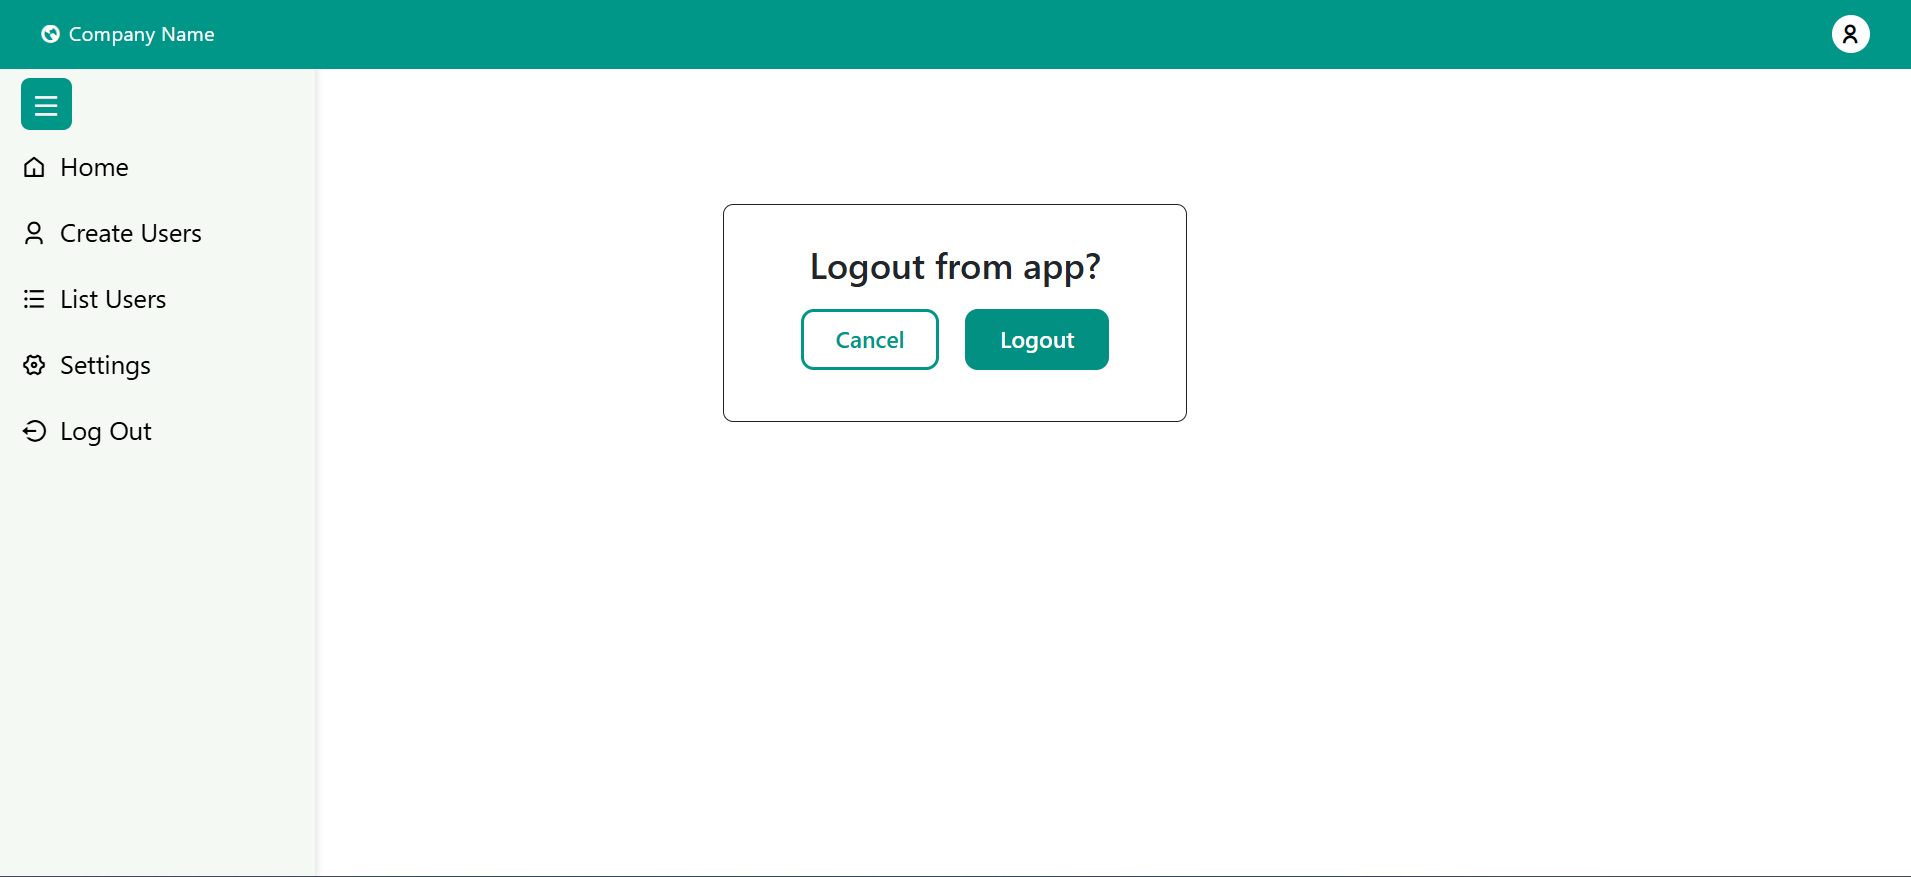 Company Name
Home
Create Users
List Users
Settings
Log Out
Logout from app?
Cancel Logout